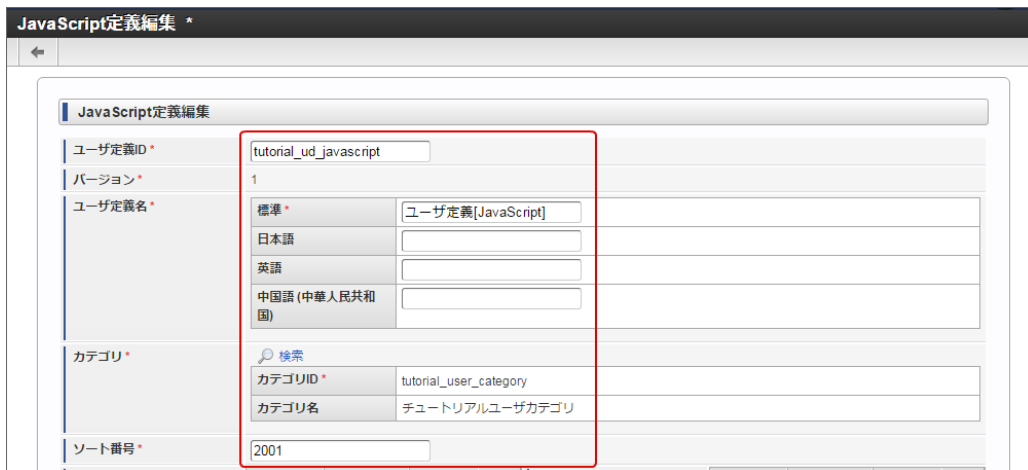 JavaScript定義編集 *
JavaScript定義編集
ユーザ定義ID *
tutorial_ud_javascript
バージョン *
1
ユーザ定義名 *
標準 *
ユーザ定義[JavaScript]
日本語
英語
中国語 (中華人民共和
国)
カテゴリ *
検索
カテゴリID *
tutorial_user_category
カテゴリ名
チュートリアルユーザカテゴリ
ソート番号 *
2001